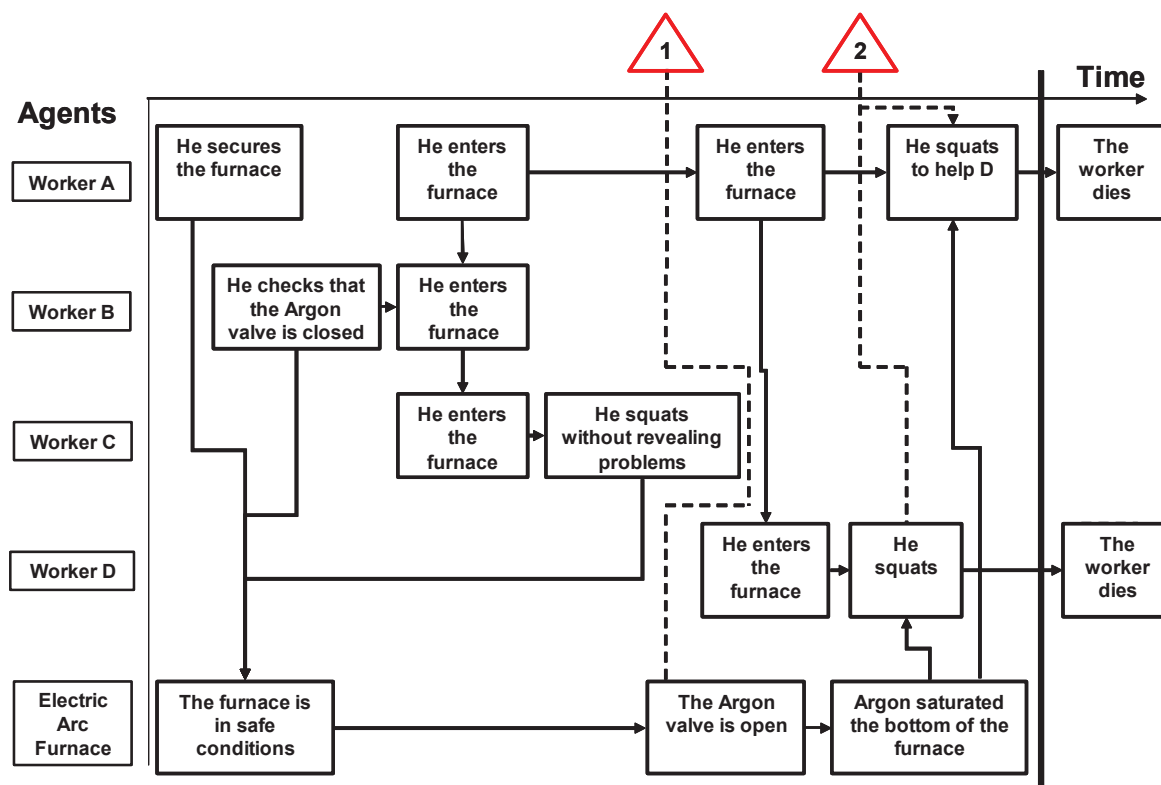 1
2
Time
Agents
Worker A
He secures
the furnace
He enters
the
furnace
He enters
the
furnace
He squats
to help D
The
worker
dies
Worker B
He checks that
the Argon
valve is closed
He enters
the
furnace
Worker C
He enters
the
furnace
He squats
without revealing
problems
Worker D
He enters
the
furnace
He
squats
The
worker
dies
Electric
Arc
Furnace
The furnace is
in safe
conditions
The Argon
valve is open
Argon saturated
the bottom of the
furnace